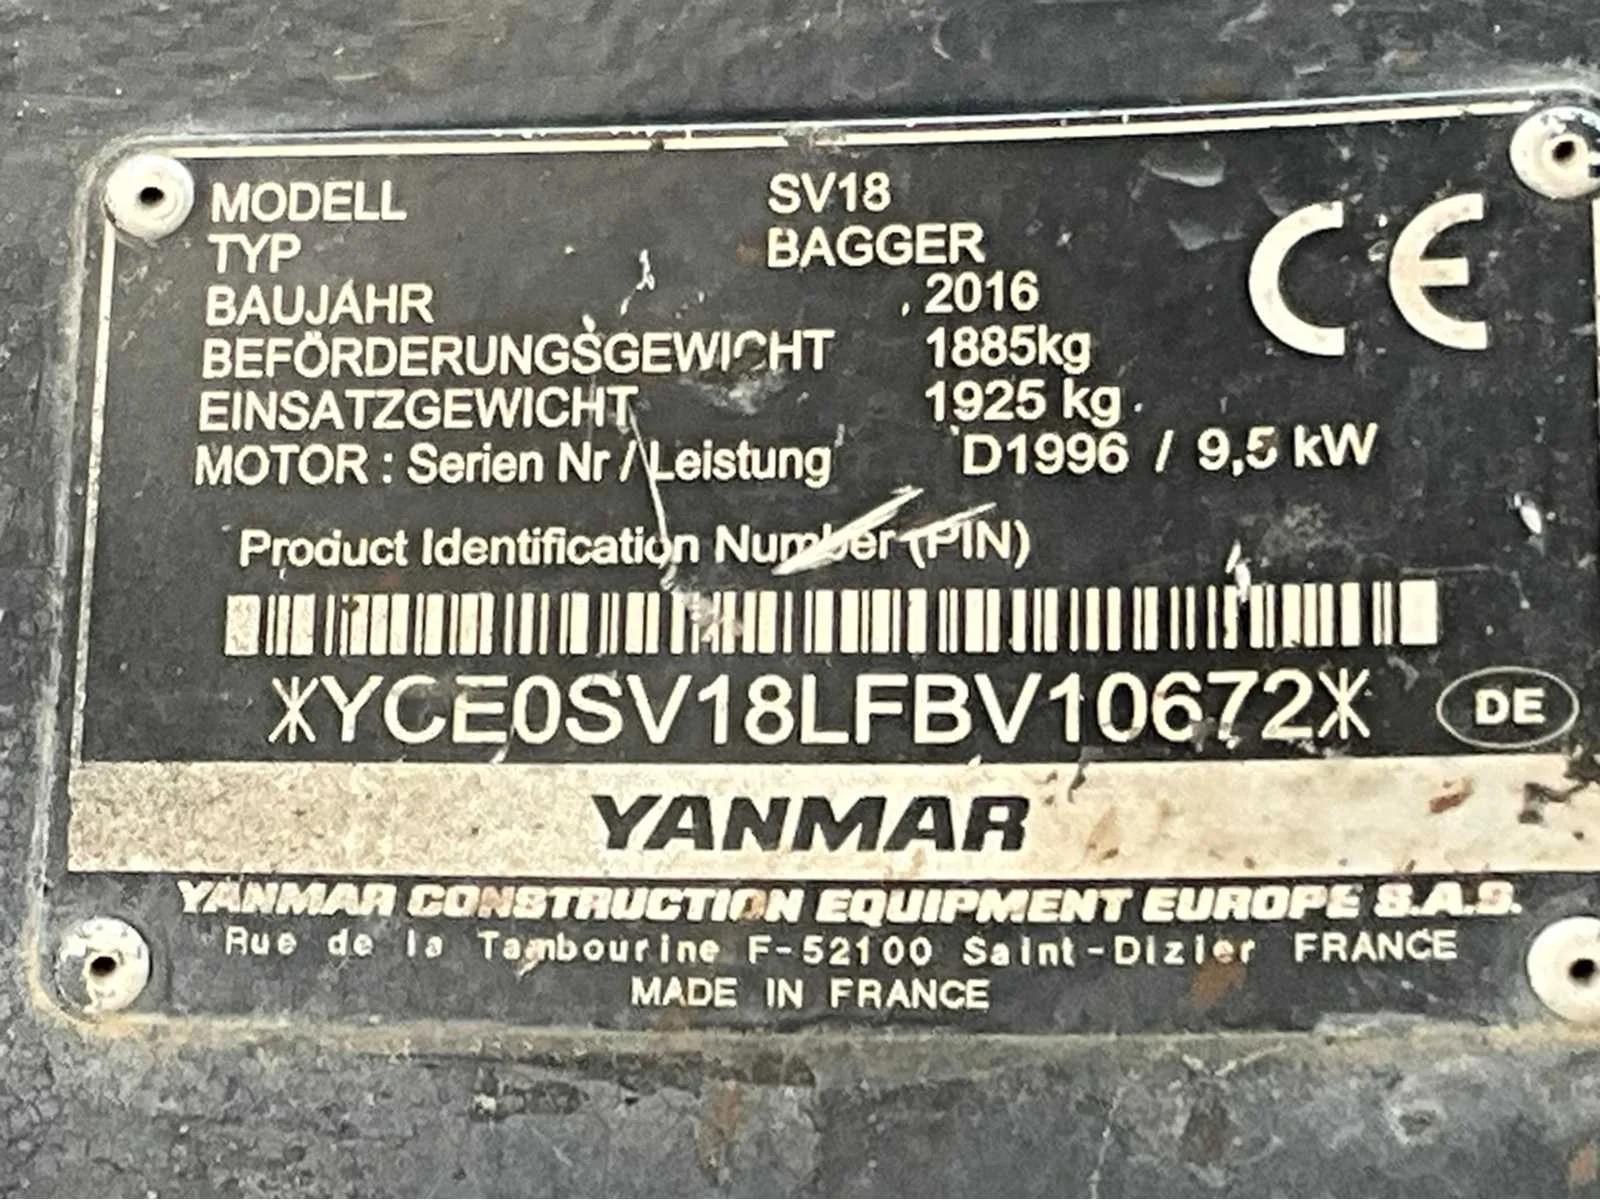 MODELL SV18
TYP BAGGER
BAUJAHR 2016
BEFÖRDERUNGSGEWICHT 1885kg
EINSATZGEWICHT 1925 kg
MOTOR : Serien Nr / Leistung D1996 / 9,5 kW
CE
Product Identification Number (PIN)
*YCE0SV18LFBV10672*
DE
YANMAR
YANMAR CONSTRUCTION EQUIPMENT EUROPE S.A.S.
Rue de la Tambourine F-52100 Saint-Dizier FRANCE
MADE IN FRANCE